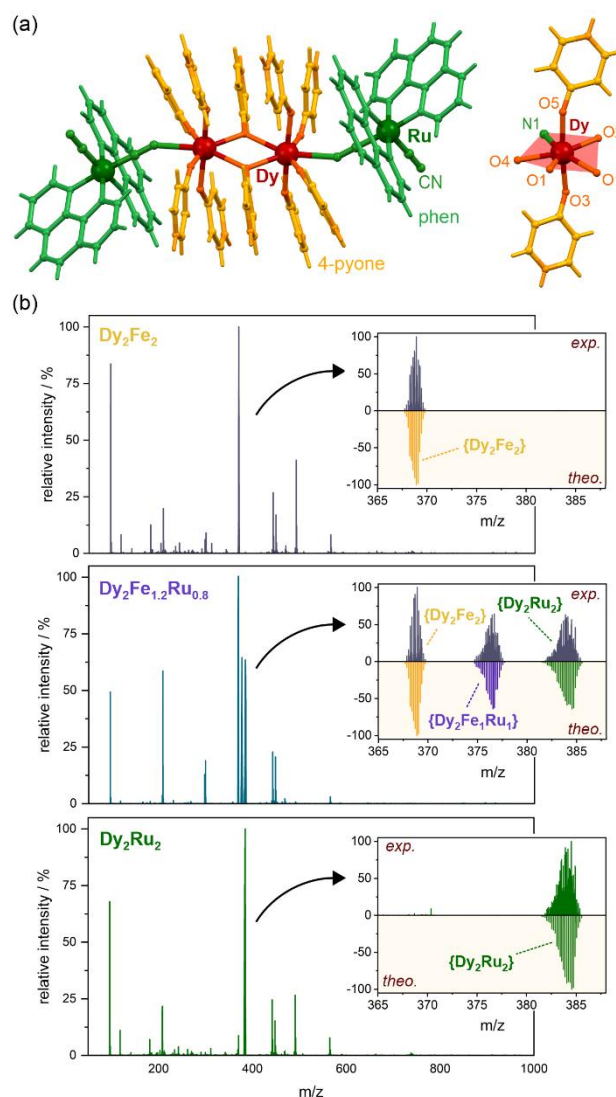 (a)
Ru
Dy
CN
phen
4-pyone
O5
N1
Dy
O4
O1
O3
(b)
relative intensity / %
100
75
50
25
0
Dy₂Fe₂
100
50
0
-50
-100
exp.
{Dy₂Fe₂}
theo.
365 370 375 380 385
m/z
relative intensity / %
100
75
50
25
0
Dy₂Fe₁.₂Ru₀.₈
100
50
0
-50
-100
exp.
{Dy₂Fe₂}
{Dy₂Ru₂}
{Dy₂Fe₁Ru₁}
theo.
365 370 375 380 385
m/z
relative intensity / %
100
75
50
25
0
Dy₂Ru₂
100
50
0
-50
-100
exp.
{Dy₂Ru₂}
theo.
365 370 375 380 385
m/z
200 400 600 800 1000
m/z